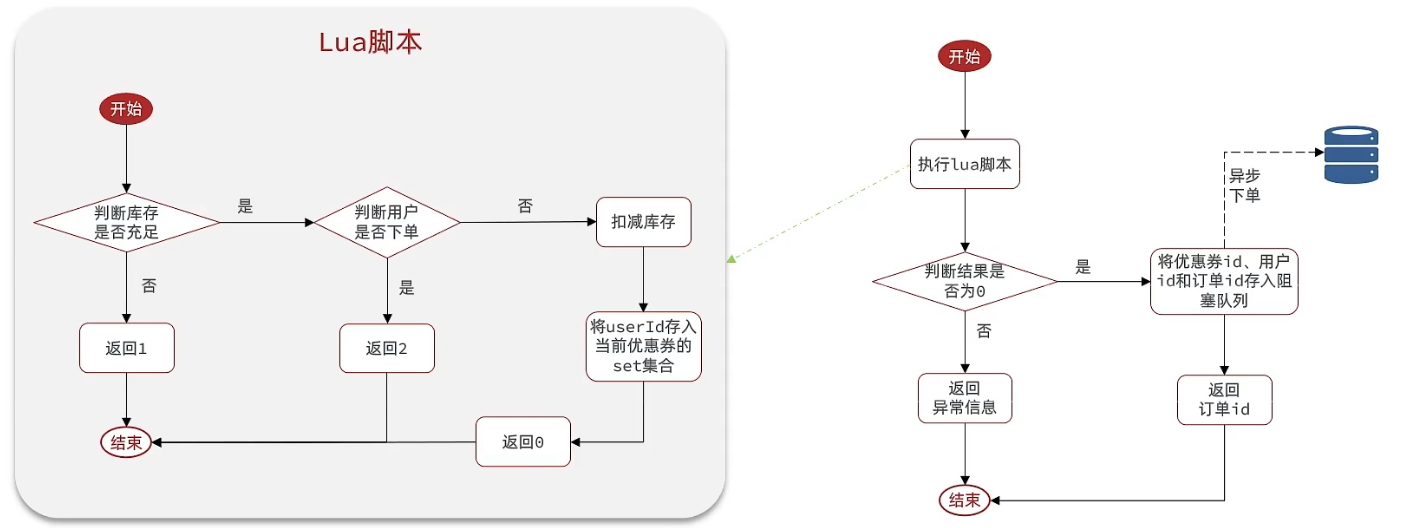 Lua脚本
开始
判断库存
是否充足
是
判断用户
是否下单
否
扣减库存
否
是
返回1
返回2
将userId存入
当前优惠券的
set集合
结束
返回0
开始
执行lua脚本
异步
下单
判断结果是
否为0
是
将优惠券id、用户
id和订单id存入阻
塞队列
否
返回
异常信息
返回
订单id
结束